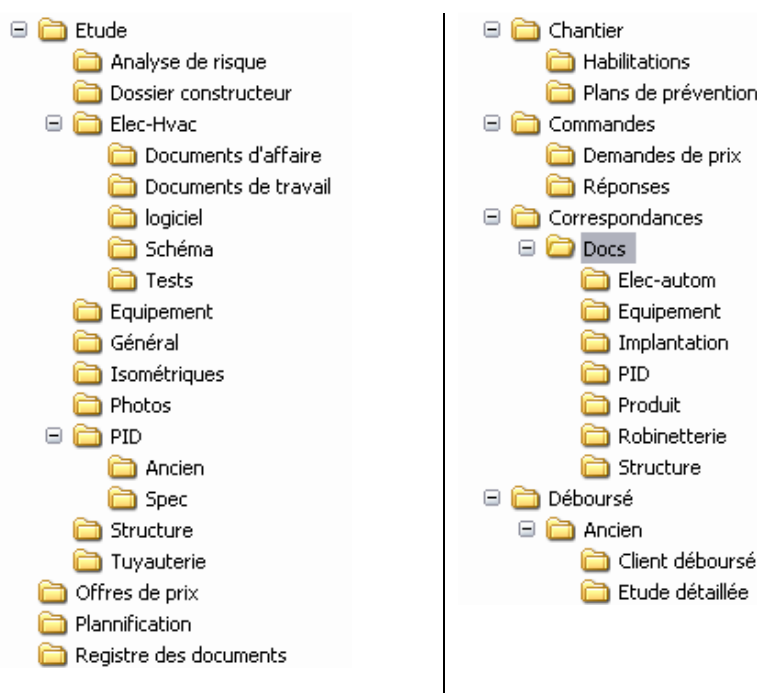 Etude
Analyse de risque
Dossier constructeur
Elec-Hvac
Documents d'affaire
Documents de travail
logiciel
Schéma
Tests
Equipement
Général
Isométriques
Photos
PID
Ancien
Spec
Structure
Tuyauterie
Offres de prix
Plannification
Registre des documents
Chantier
Habilitations
Plans de prévention
Commandes
Demandes de prix
Réponses
Correspondances
Docs
Elec-autom
Equipement
Implantation
PID
Produit
Robinetterie
Structure
Déboursé
Ancien
Client déboursé
Etude détaillée